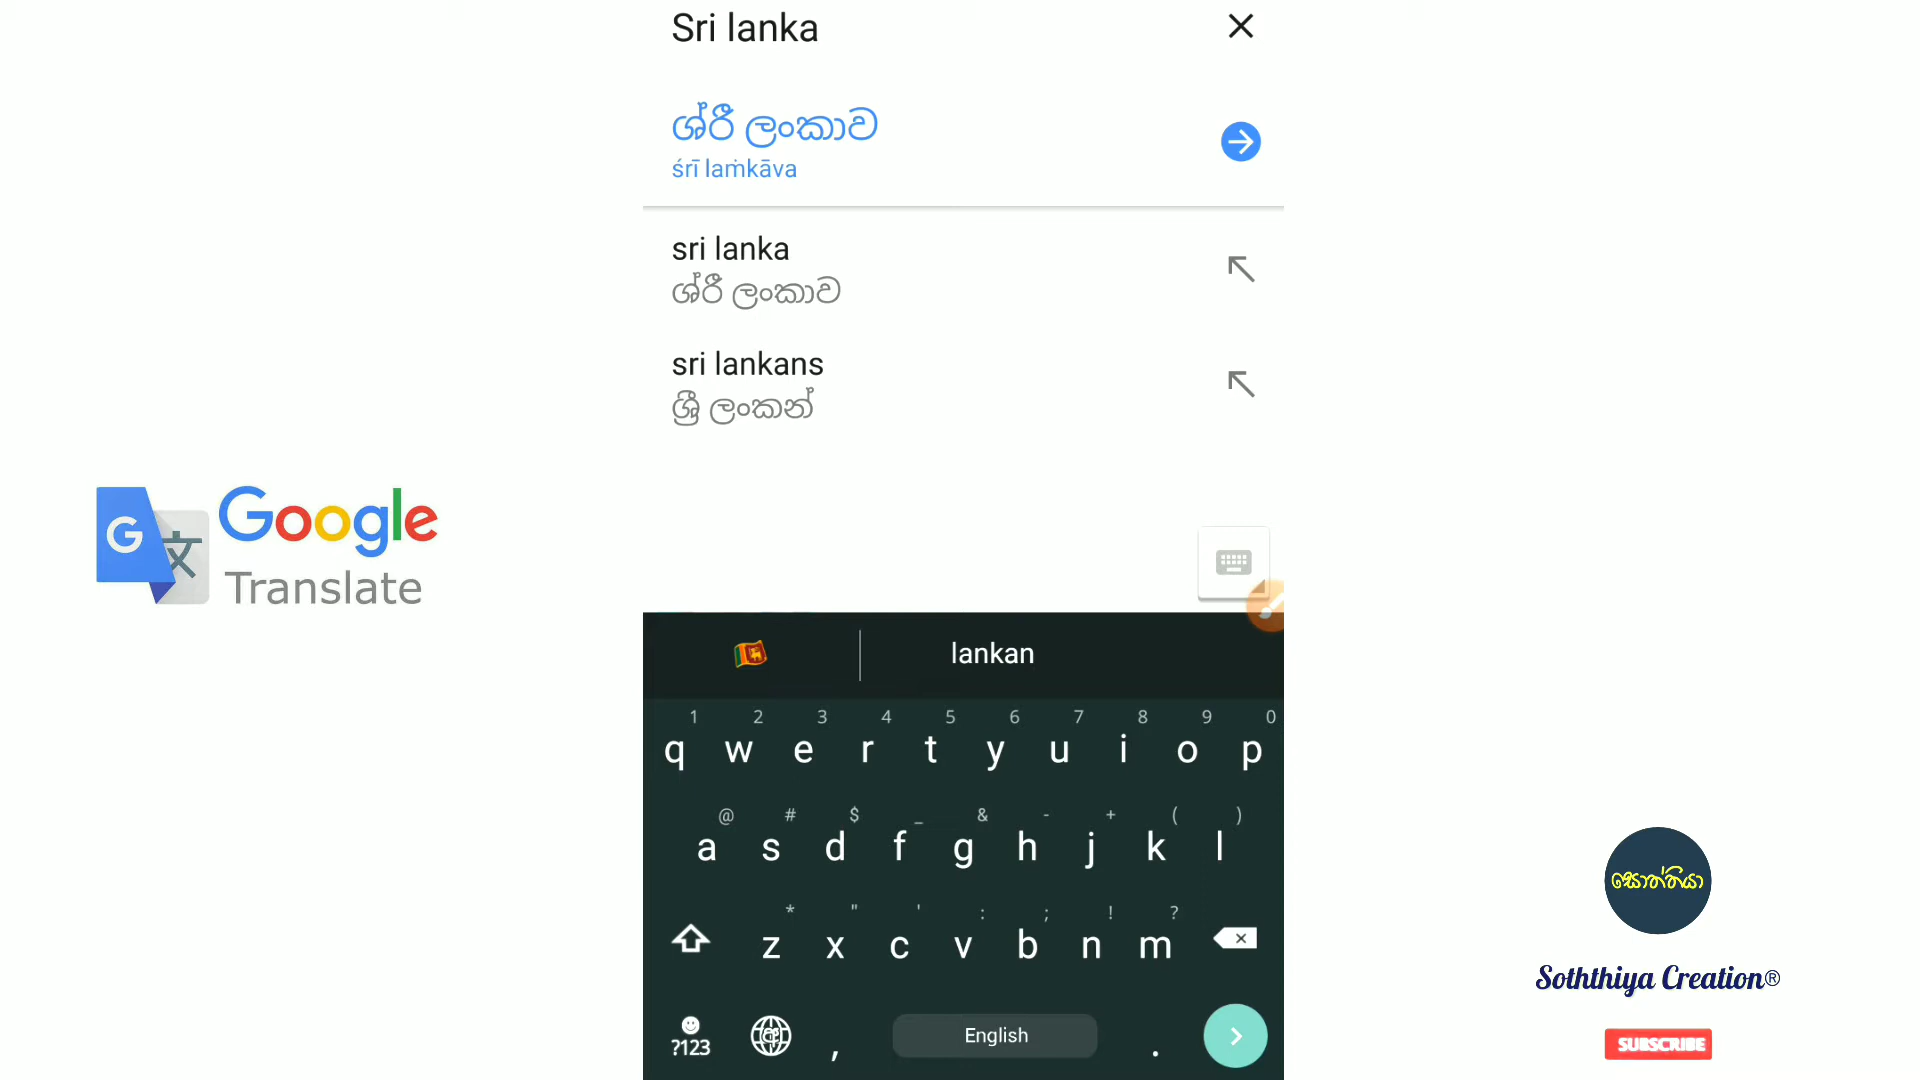 Sri lanka
ශ්රී ලංකාව
śrī laṁkāva
sri lanka
ශ්රී ලංකාව
sri lankans
ශ්‍රී ලංකන්
G Google
Translate
lankan
1 2 3 4 5 6 7 8 9 0
q w e r t y u i o p
@ # $ _ & - + ( )
a s d f g h j k l
* " ' : ; ! ?
z x c v b n m
?123 , English .
සොත්තියා
Soththiya Creation®
SUBSCRIBE